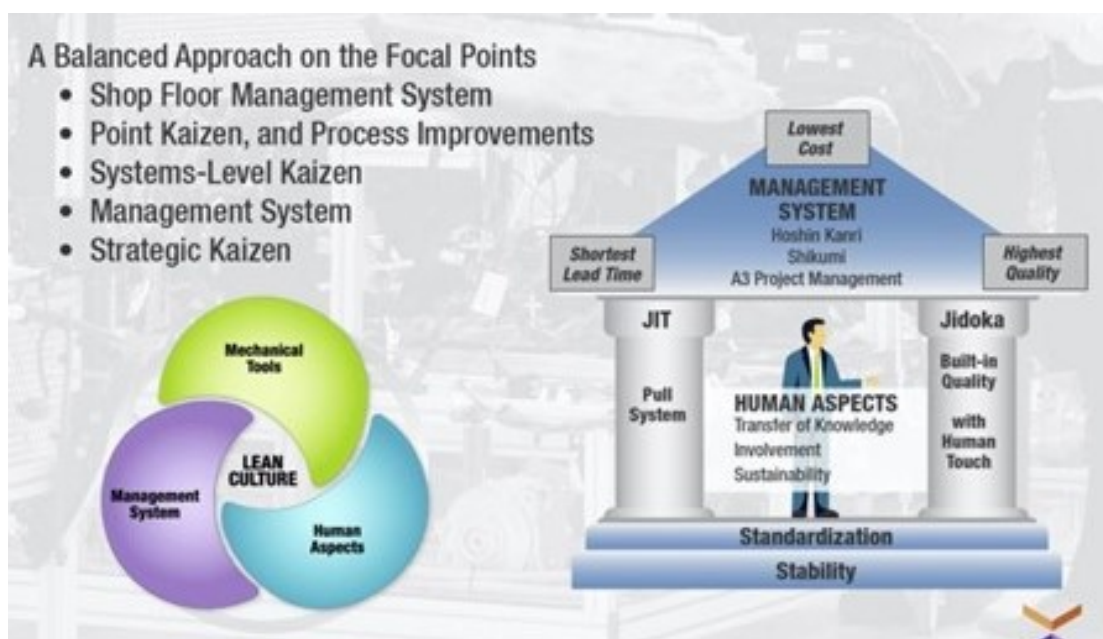 A Balanced Approach on the Focal Points
• Shop Floor Management System
• Point Kaizen, and Process Improvements
• Systems-Level Kaizen
• Management System
• Strategic Kaizen
Mechanical
Tools
LEAN
CULTURE
Management
System
Human
Aspects
Lowest
Cost
MANAGEMENT
SYSTEM
Hoshin Kanri
Shikumi
A3 Project Management
Shortest
Lead Time
Highest
Quality
JIT
Pull
System
HUMAN ASPECTS
Transfer of Knowledge
Involvement
Sustainability
Jidoka
Built-in
Quality
with
Human
Touch
Standardization
Stability